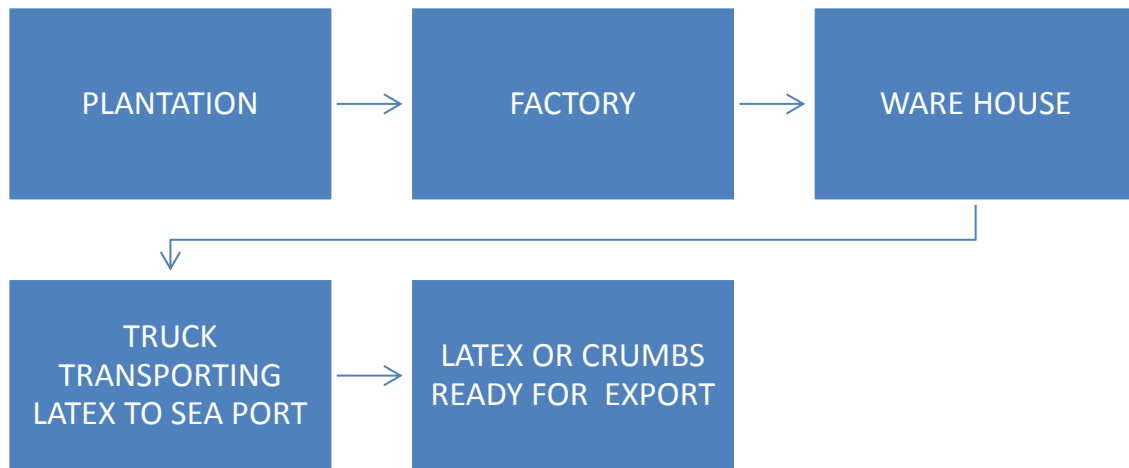 PLANTATION
FACTORY
WARE HOUSE
TRUCK
TRANSPORTING
LATEX TO SEA PORT
LATEX OR CRUMBS
READY FOR EXPORT